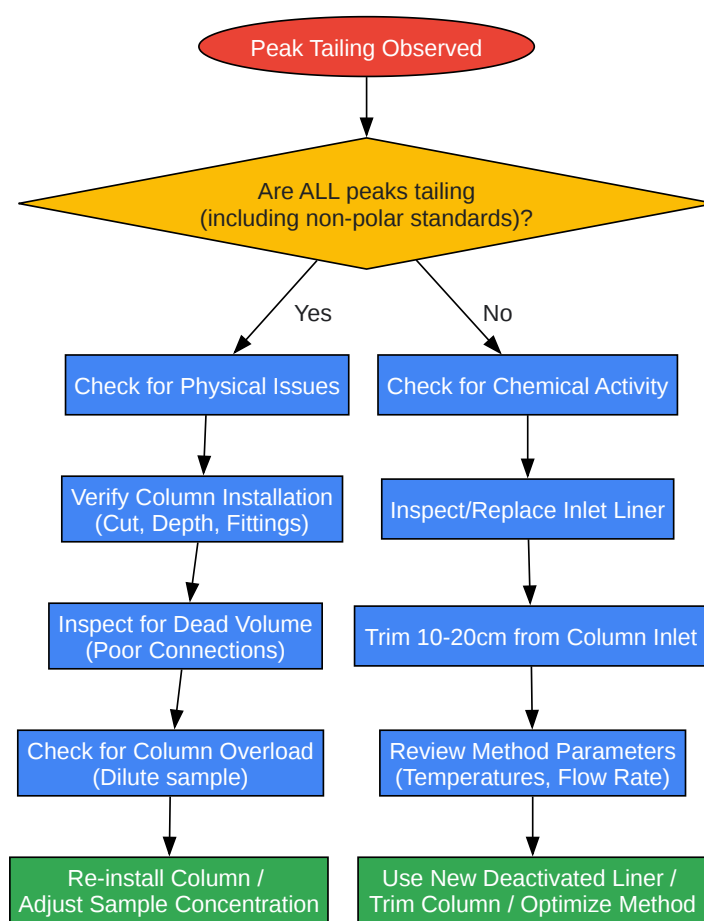 Peak Tailing Observed
Are ALL peaks tailing
(including non-polar standards)?
Yes
No
Check for Physical Issues
Check for Chemical Activity
Verify Column Installation
(Cut, Depth, Fittings)
Inspect/Replace Inlet Liner
Inspect for Dead Volume
(Poor Connections)
Trim 10-20cm from Column Inlet
Check for Column Overload
(Dilute sample)
Review Method Parameters
(Temperatures, Flow Rate)
Re-install Column /
Adjust Sample Concentration
Use New Deactivated Liner /
Trim Column / Optimize Method